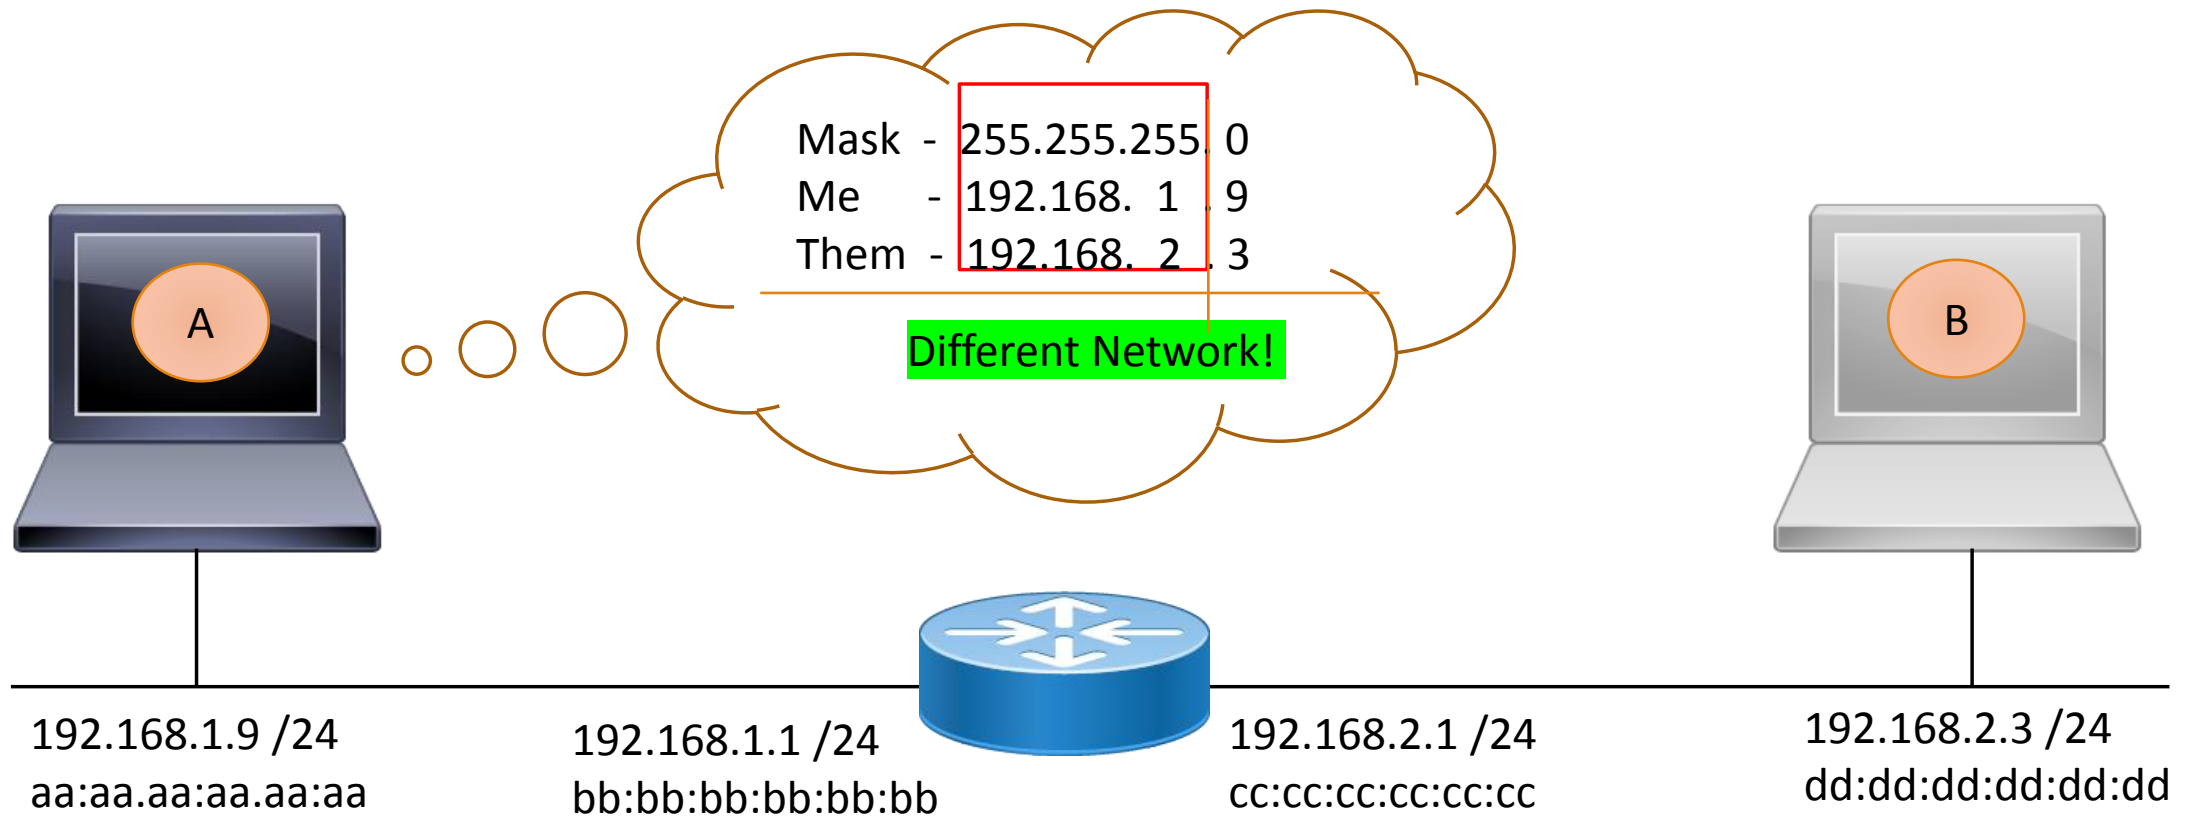 Mask - 255.255.255. 0
Me - 192.168. 1 . 9
Them - 192.168. 2 . 3
Different Network!
A
B
192.168.1.9 /24
aa:aa.aa:aa.aa:aa
192.168.1.1 /24
bb:bb:bb:bb:bb:bb
192.168.2.1 /24
cc:cc:cc:cc:cc:cc
192.168.2.3 /24
dd:dd:dd:dd:dd:dd